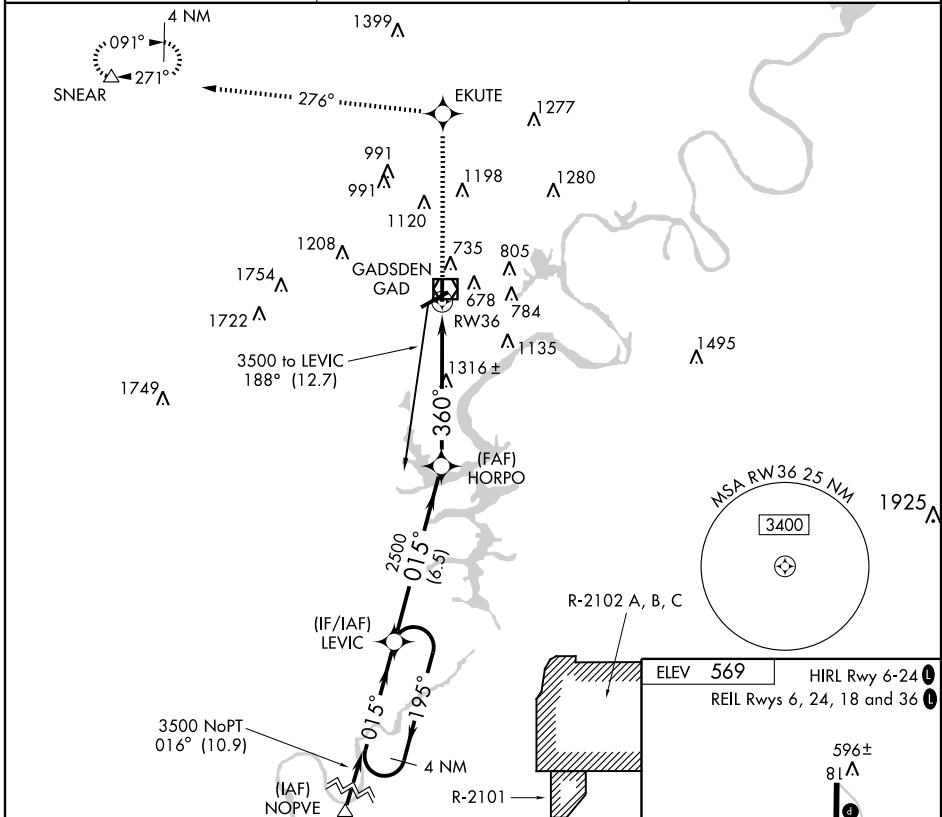 4 NM
1399
091°
271°
SNEAR
276°
EKUTE
1277
991
991
1198
1280
1120
1208
735
805
GADSDEN
GAD
1754
678
784
1722
RW36
1135
1495
3500 to LEVIC
188° (12.7)
1316 ±
1749
360°
(FAF)
HORPO
MSA RW36 25 NM
3400
1925
2500
015°
(6.5)
R-2102 A, B, C
(IF/IAF)
LEVIC
ELEV 569
HIRL Rwy 6-24 L
REIL Rwys 6, 24, 18 and 36 L
015°
195°
3500 NoPT
016° (10.9)
4 NM
596 ±
18
P
(IAF)
NOPVE
R-2101